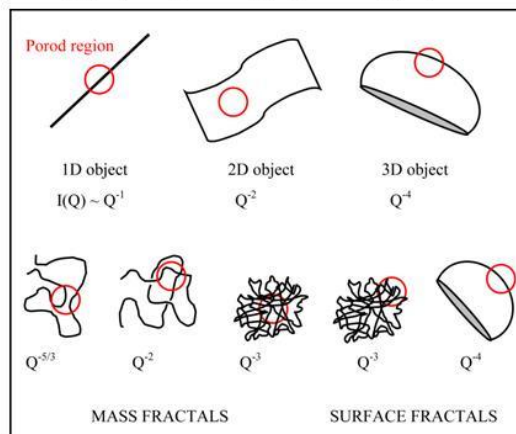 Porod region
1D object 2D object 3D object
I(Q) ~ Q⁻¹ Q⁻² Q⁻⁴
Q⁻⁵/³ Q⁻² Q⁻³ Q⁻³ Q⁻⁴
MASS FRACTALS SURFACE FRACTALS